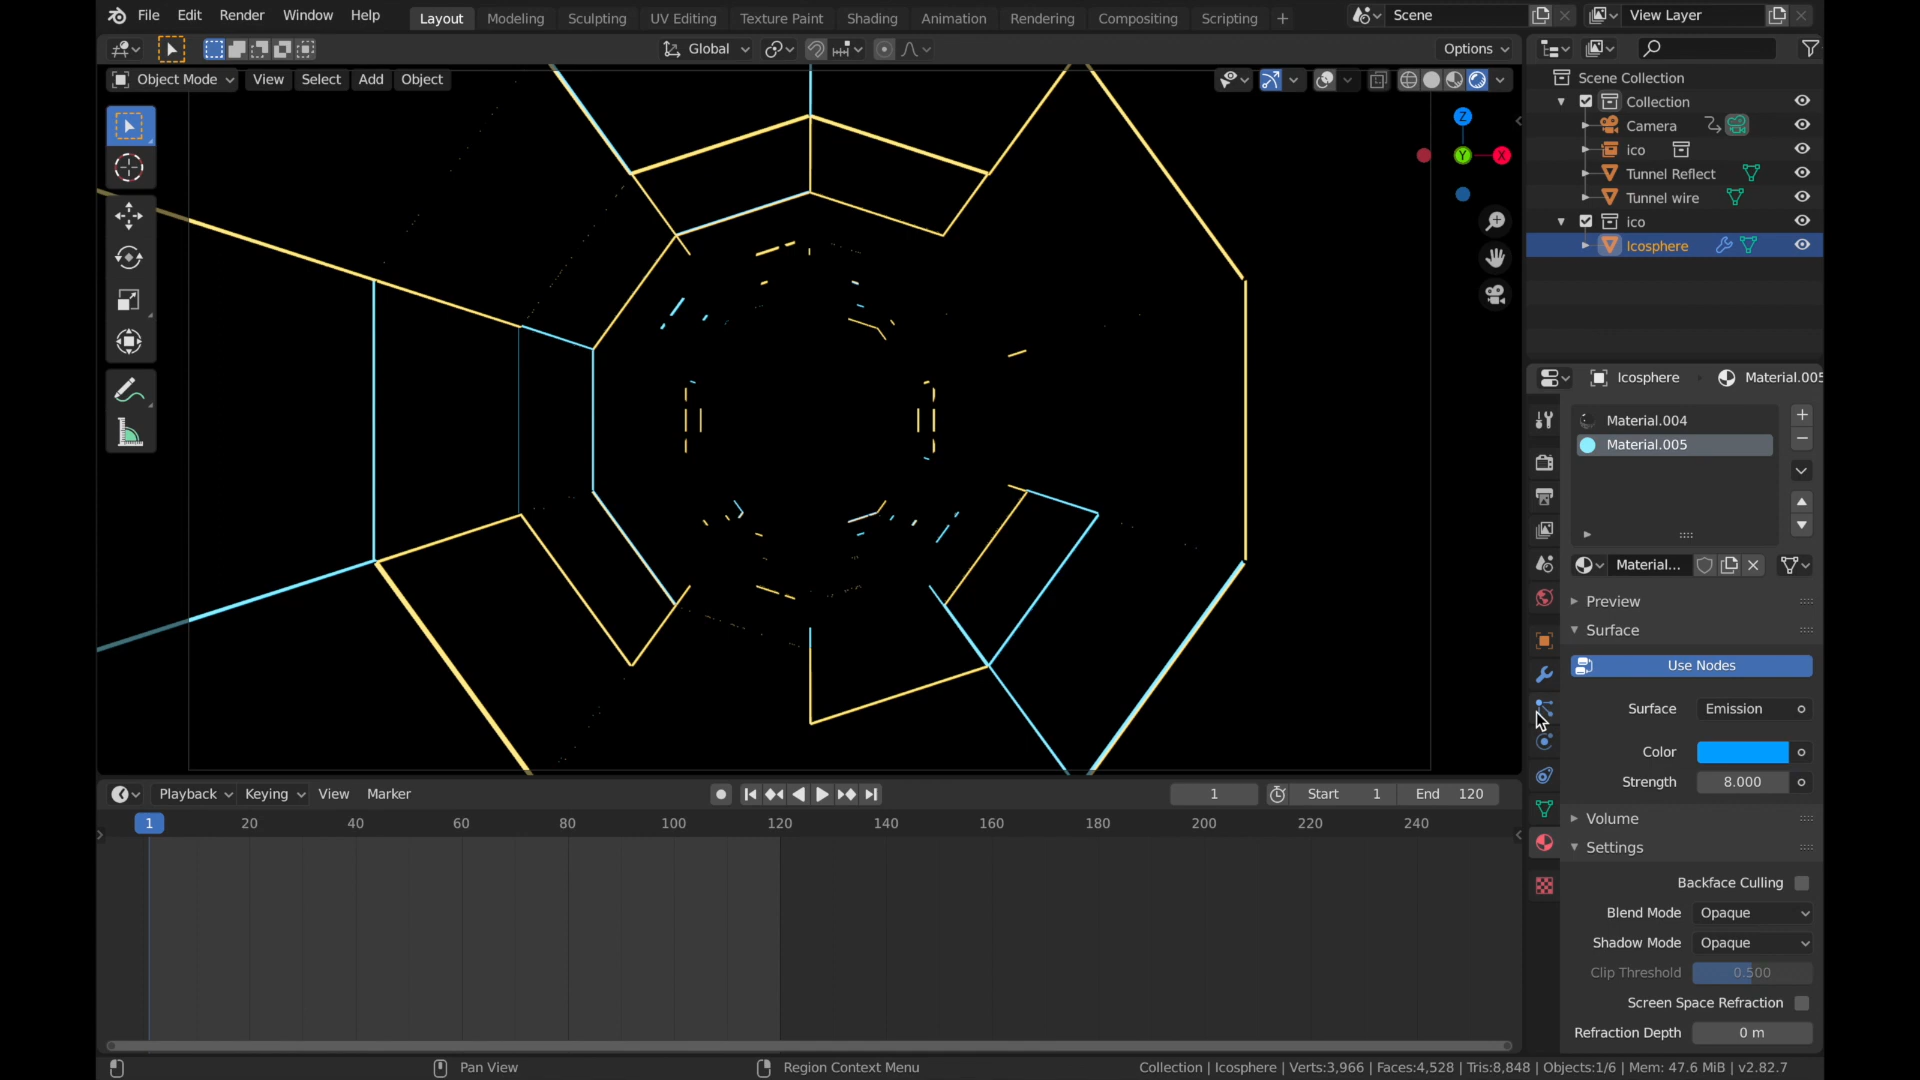 File Edit Render Window Help Layout Modeling Sculpting UV Editing Texture Paint Shading Animation Rendering Compositing Scripting + Scene View Layer
Global Options
Object Mode View Select Add Object
Z
Y X
Scene Collection
Collection
Camera
ico
Tunnel Reflect
Tunnel wire
ico
Icosphere
Icosphere Material.005
Material.004
Material.005
Material...
Preview
Surface
Use Nodes
Surface Emission
Color
Strength 8.000
Volume
Settings
Backface Culling
Blend Mode Opaque
Shadow Mode Opaque
Clip Threshold 0.500
Screen Space Refraction
Refraction Depth 0 m
Playback Keying View Marker 1 Start 1 End 120
1 20 40 60 80 100 120 140 160 180 200 220 240
Pan View Region Context Menu Collection | Icosphere | Verts:3,966 | Faces:4,528 | Tris:8,848 | Objects:1/6 | Mem: 47.6 MiB | v2.82.7